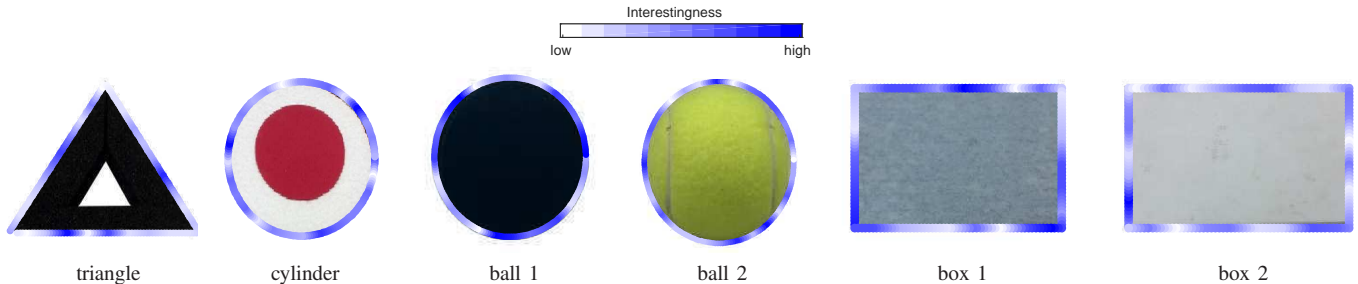 Interestingness
low high
triangle cylinder ball 1 ball 2 box 1 box 2